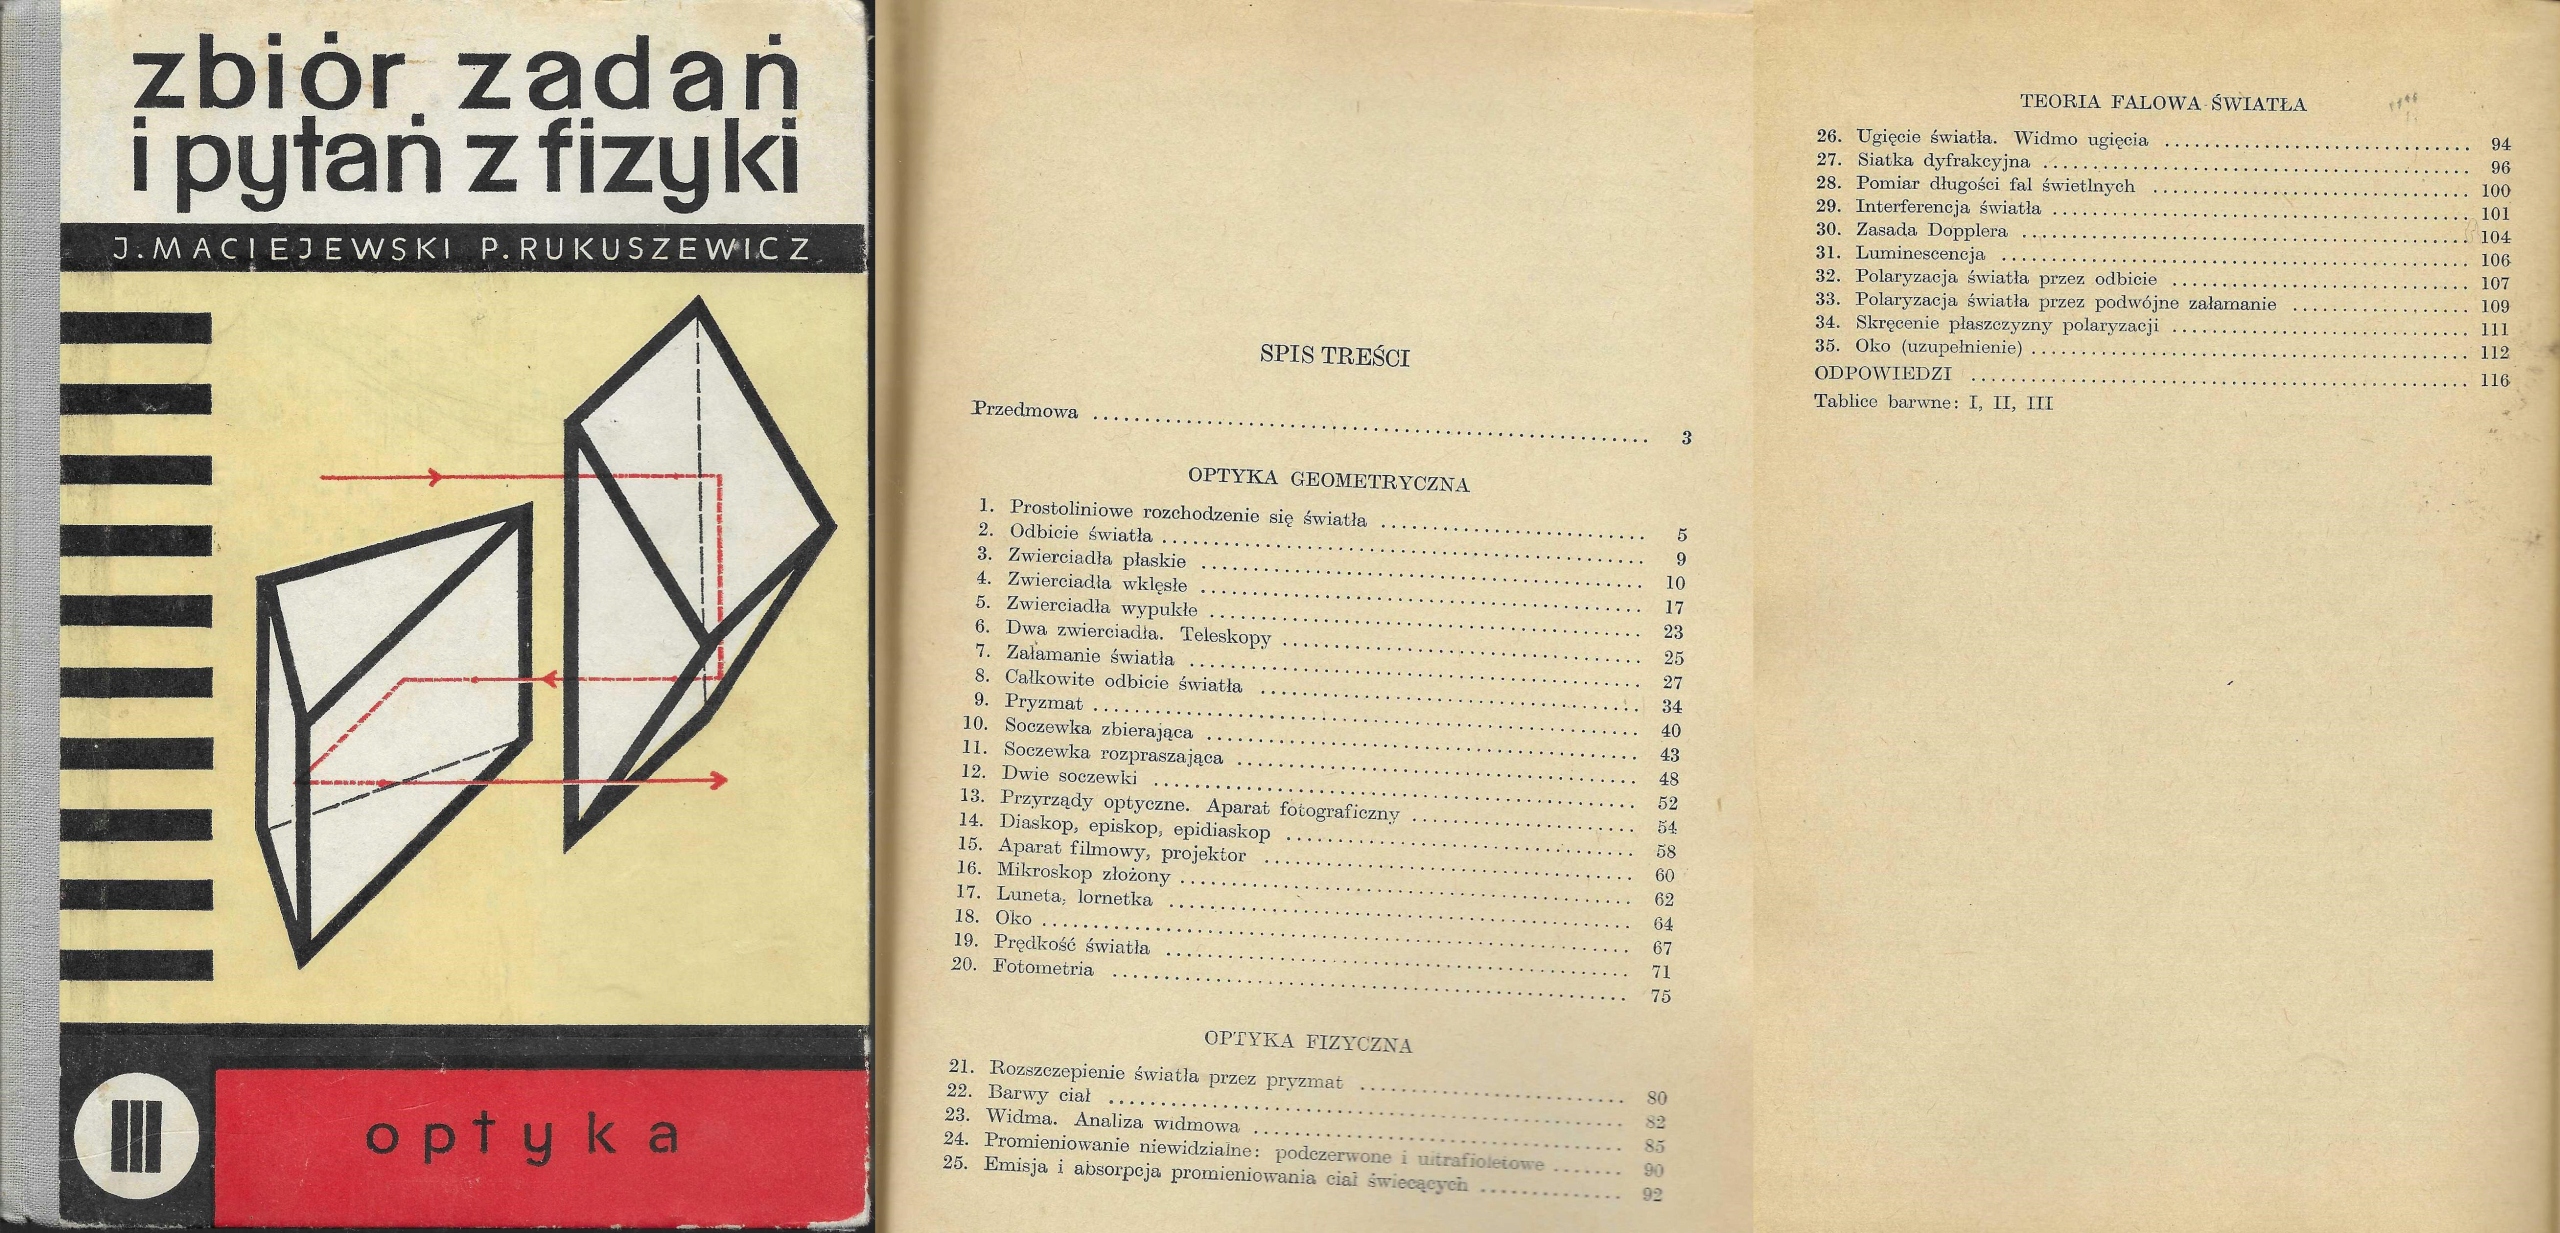 zbiór zadań
i pytań z fizyki
J. MACIEJEWSKI P. RUKUSZEWICZ
III
optyka
SPIS TREŚCI
Przedmowa ........ 3
OPTYKA GEOMETRYCZNA
1. Prostoliniowe rozchodzenie się światła ........ 5
2. Odbicie światła ........ 9
3. Zwierciadła płaskie ........ 10
4. Zwierciadła wklęsłe ........ 17
5. Zwierciadła wypukłe ........ 23
6. Dwa zwierciadła. Teleskopy ........ 25
7. Załamanie światła ........ 27
8. Całkowite odbicie światła ........ 34
9. Pryzmat ........ 40
10. Soczewka zbierająca ........ 43
11. Soczewka rozpraszająca ........ 48
12. Dwie soczewki ........ 52
13. Przyrządy optyczne. Aparat fotograficzny ........ 54
14. Diaskop, episkop, epidiaskop ........ 58
15. Aparat filmowy, projektor ........ 60
16. Mikroskop złożony ........ 62
17. Luneta, lornetka ........ 64
18. Oko ........ 67
19. Prędkość światła ........ 71
20. Fotometria ........ 75
OPTYKA FIZYCZNA
21. Rozszczepienie światła przez pryzmat ........ 80
22. Barwy ciał ........ 82
23. Widma. Analiza widmowa ........ 85
24. Promieniowanie niewidzialne: podczerwone i ultrafioletowe ........ 90
25. Emisja i absorpcja promieniowania ciał świecących ........ 92
TEORIA FALOWA ŚWIATŁA
26. Ugięcie światła. Widmo ugięcia ........ 94
27. Siatka dyfrakcyjna ........ 96
28. Pomiar długości fal świetlnych ........ 100
29. Interferencja światła ........ 101
30. Zasada Dopplera ........ 104
31. Luminescencja ........ 106
32. Polaryzacja światła przez odbicie ........ 107
33. Polaryzacja światła przez podwójne załamanie ........ 109
34. Skręcenie płaszczyzny polaryzacji ........ 111
35. Oko (uzupełnienie) ........ 112
ODPOWIEDZI ........ 116
Tablice barwne: I, II, III